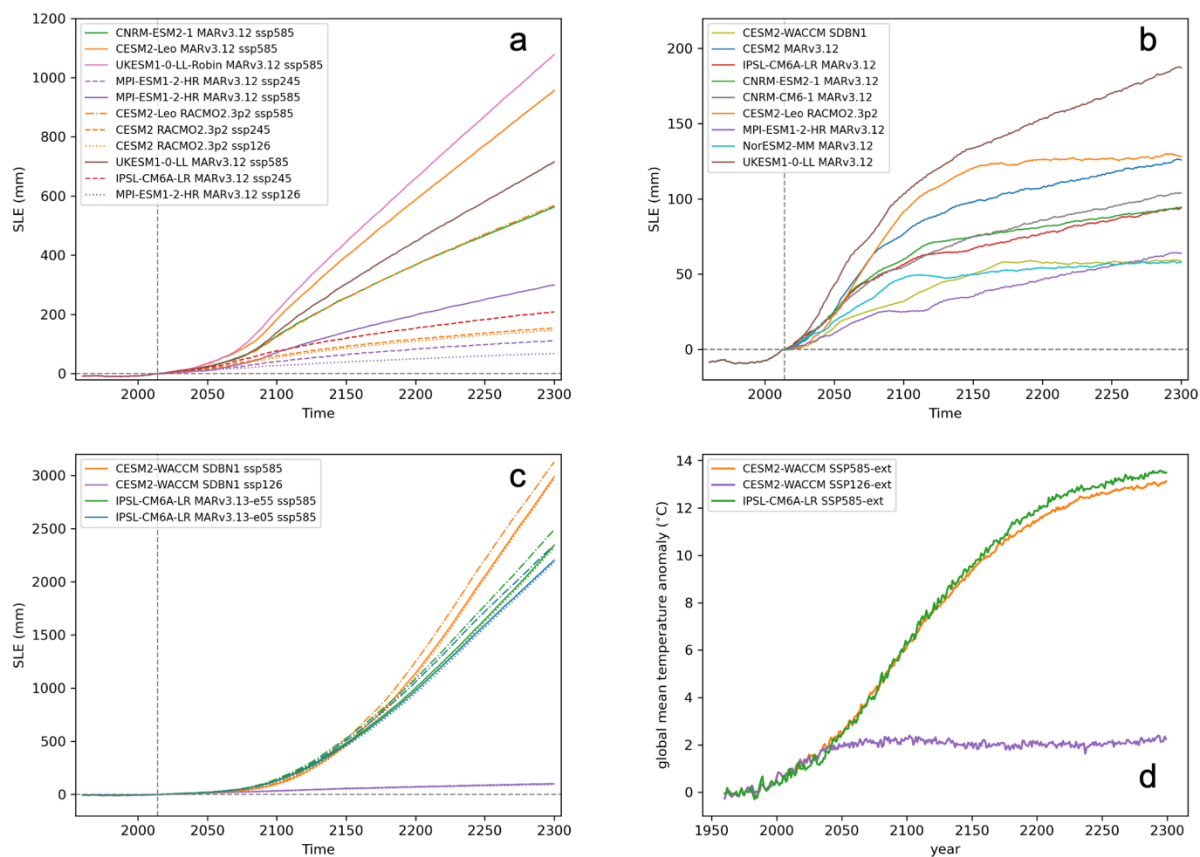 a
CNRM-ESM2-1 MARv3.12 ssp585
CESM2-Leo MARv3.12 ssp585
UKESM1-0-LL-Robin MARv3.12 ssp585
MPI-ESM1-2-HR MARv3.12 ssp245
MPI-ESM1-2-HR MARv3.12 ssp585
CESM2-Leo RACMO2.3p2 ssp585
CESM2 RACMO2.3p2 ssp245
CESM2 RACMO2.3p2 ssp126
UKESM1-0-LL MARv3.12 ssp585
IPSL-CM6A-LR MARv3.12 ssp245
MPI-ESM1-2-HR MARv3.12 ssp126
SLE (mm)
1200
1000
800
600
400
200
0
2000
2050
2100
2150
2200
2250
2300
Time
b
CESM2-WACCM SDBN1
CESM2 MARv3.12
IPSL-CM6A-LR MARv3.12
CNRM-ESM2-1 MARv3.12
CNRM-CM6-1 MARv3.12
CESM2-Leo RACMO2.3p2
MPI-ESM1-2-HR MARv3.12
NorESM2-MM MARv3.12
UKESM1-0-LL MARv3.12
SLE (mm)
200
150
100
50
0
2000
2050
2100
2150
2200
2250
2300
Time
c
CESM2-WACCM SDBN1 ssp585
CESM2-WACCM SDBN1 ssp126
IPSL-CM6A-LR MARv3.13-e55 ssp585
IPSL-CM6A-LR MARv3.13-e05 ssp585
SLE (mm)
3000
2500
2000
1500
1000
500
0
2000
2050
2100
2150
2200
2250
2300
Time
CESM2-WACCM SSP585-ext
CESM2-WACCM SSP126-ext
IPSL-CM6A-LR SSP585-ext
global mean temperature anomaly (°C)
14
12
10
8
6
4
2
0
d
1950
2000
2050
2100
2150
2200
2250
2300
year